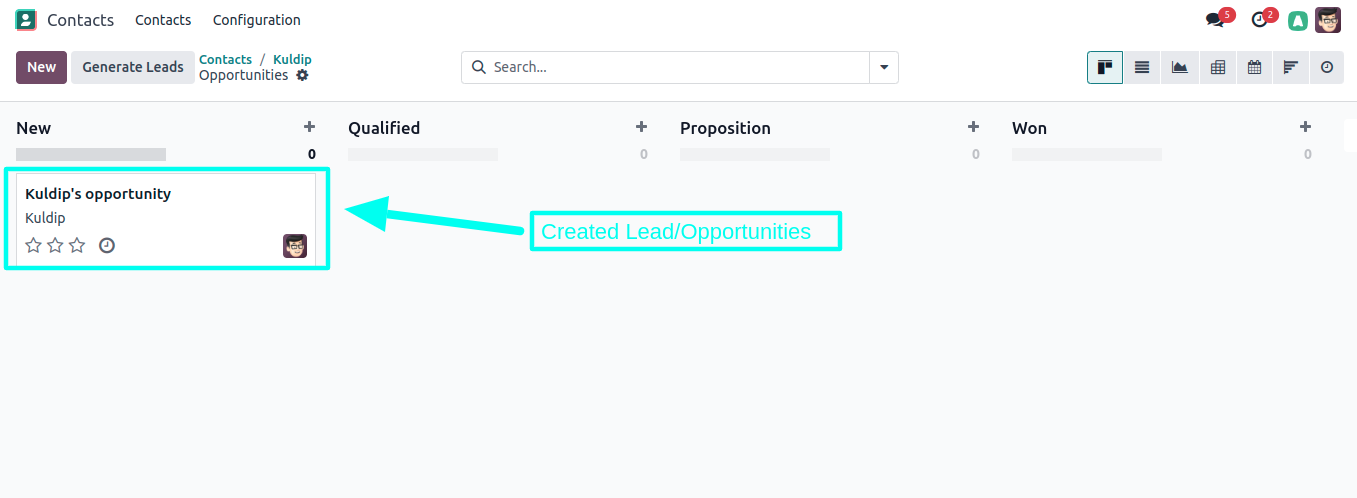 Contacts Contacts Configuration 5 2
New Generate Leads Contacts / Kuldip
Opportunities
Search...
New Qualified Proposition Won
0 0 0 0
Kuldip's opportunity
Kuldip
Created Lead/Opportunities